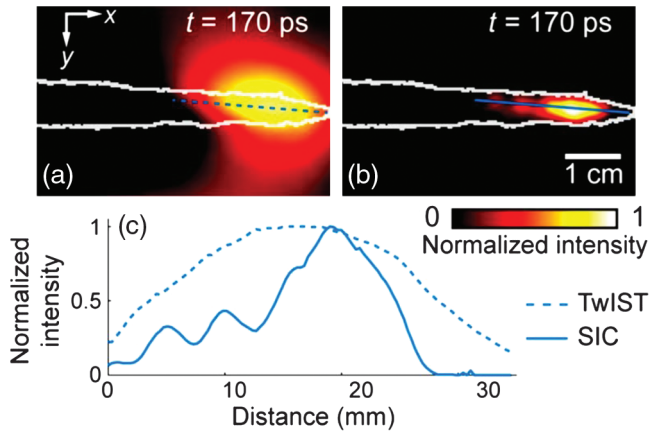 x
t = 170 ps
t = 170 ps
y
(a)
(b)
1 cm
0
1
Normalized intensity
(c)
1
0.5
0
Normalized
intensity
TwIST
SIC
0
10
20
30
Distance (mm)